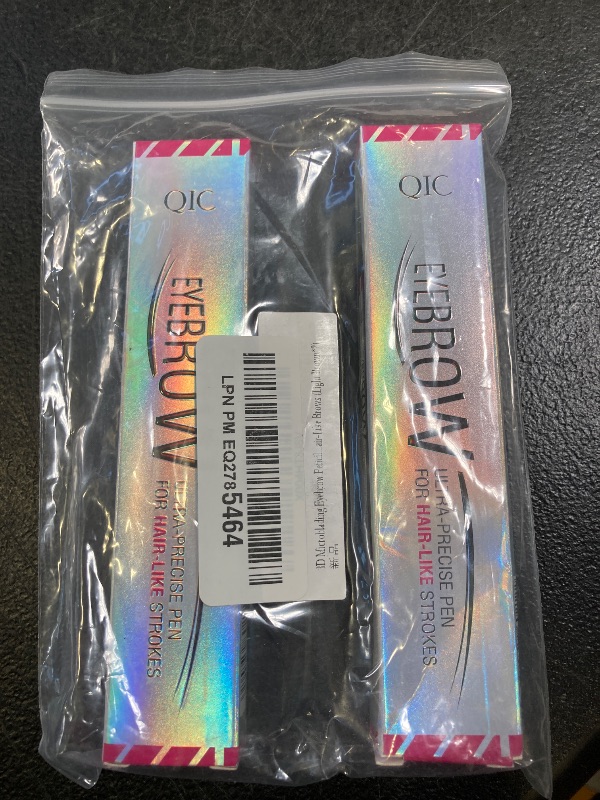 QIC
EYEBROW
ULTRA-PRECISE PEN
FOR HAIR-LIKE STROKES
LPN PM EQ2785464
QIC
EYEBROW
ULTRA-PRECISE PEN
FOR HAIR-LIKE STROKES